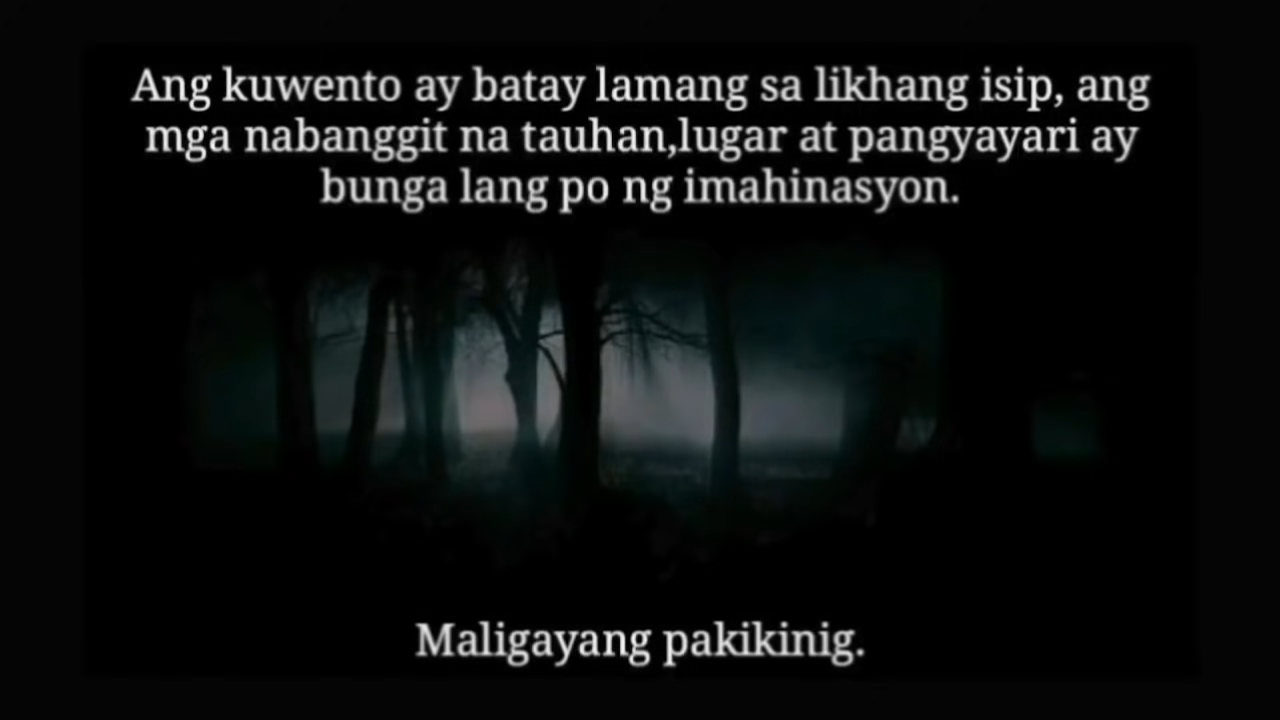 Ang kuwento ay batay lamang sa likhang isip, ang
mga nabanggit na tauhan,lugar at pangyayari ay
bunga lang po ng imahinasyon.
Maligayang pakikinig.